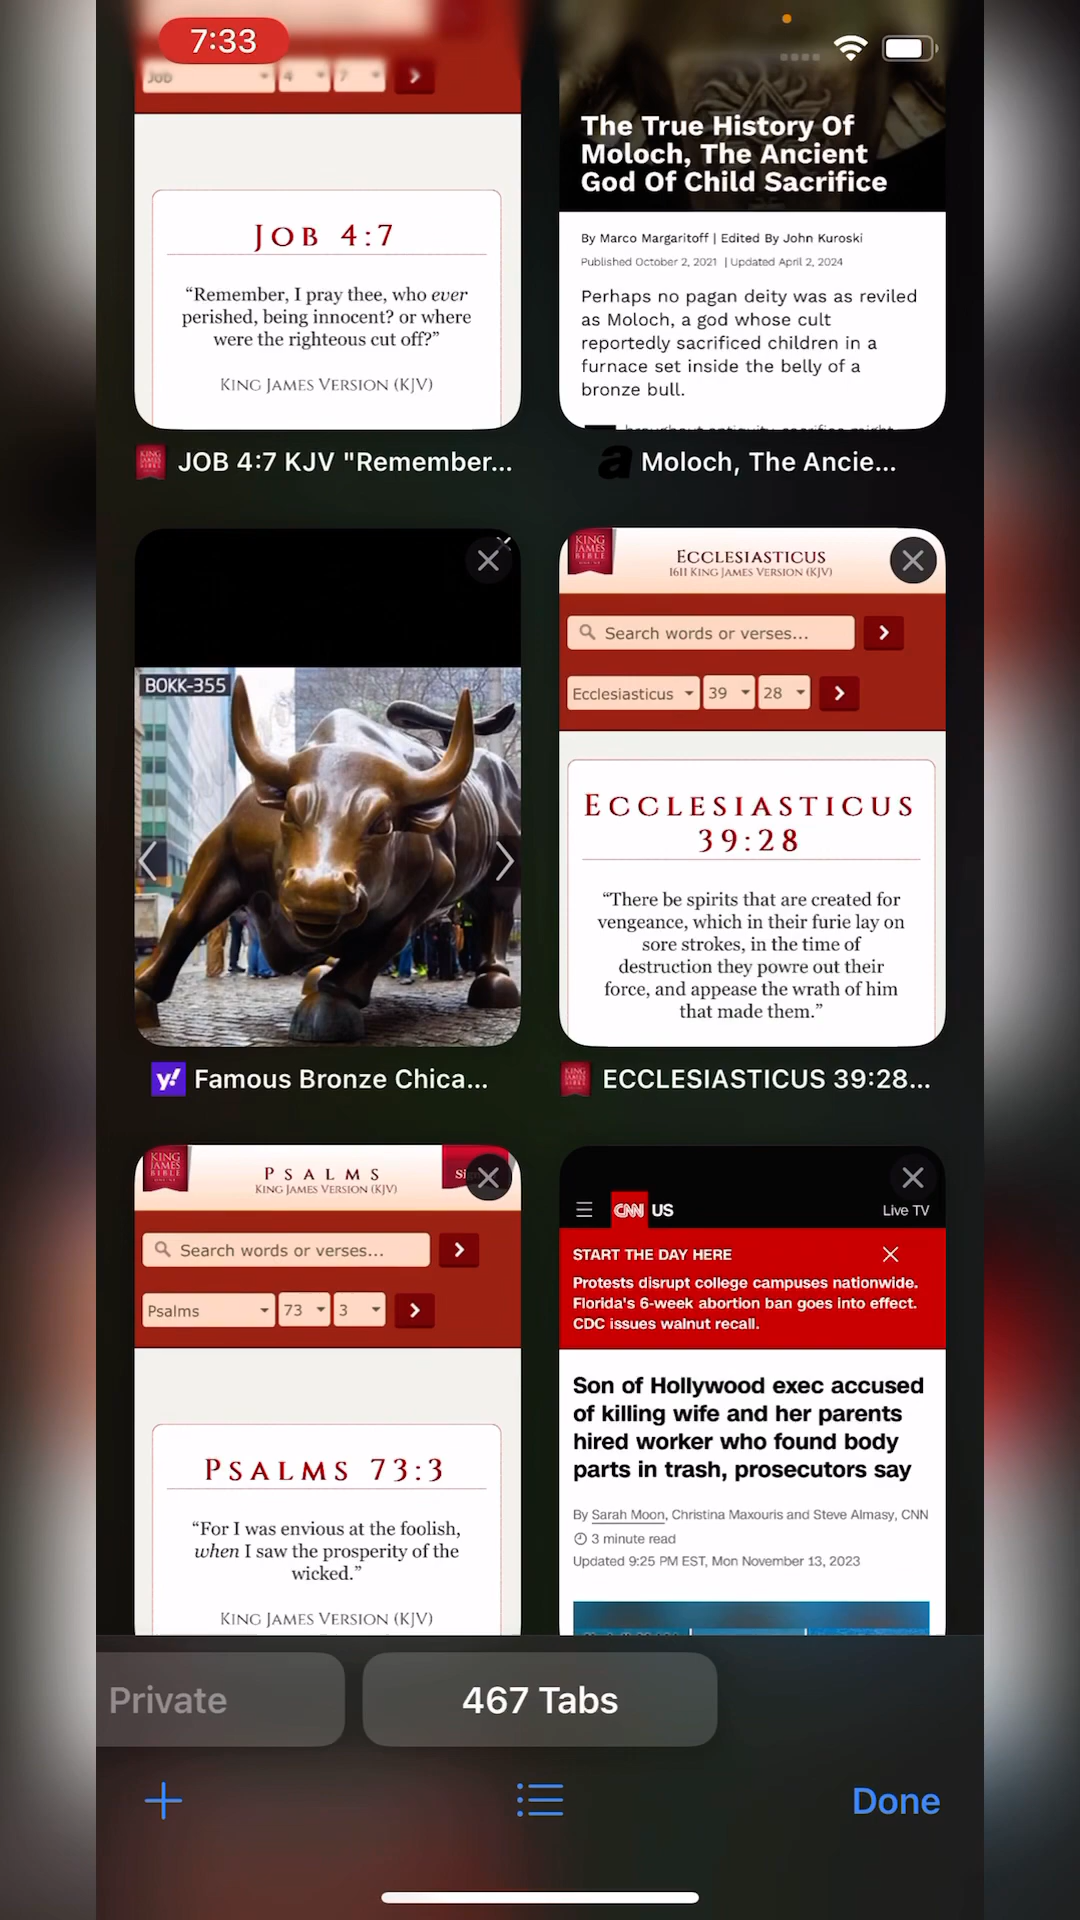 7:33
Job 4 7
JOB 4:7
“Remember, I pray thee, who ever
perished, being innocent? or where
were the righteous cut off?”
KING JAMES VERSION (KJV)
KING
JAMES
BIBLE
JOB 4:7 KJV "Remember...
The True History Of
Moloch, The Ancient
God Of Child Sacrifice
By Marco Margaritoff | Edited By John Kuroski
Published October 2, 2021 | Updated April 2, 2024
Perhaps no pagan deity was as reviled
as Moloch, a god whose cult
reportedly sacrificed children in a
furnace set inside the belly of a
bronze bull.
a Moloch, The Ancie...
BOKK-355
y! Famous Bronze Chica...
KING
JAMES
BIBLE
ECCLESIASTICUS
1611 KING JAMES VERSION (KJV)
Search words or verses...
Ecclesiasticus 39 28
ECCLESIASTICUS
39:28
“There be spirits that are created for
vengeance, which in their furie lay on
sore strokes, in the time of
destruction they powre out their
force, and appease the wrath of him
that made them.”
KING
JAMES
BIBLE
ECCLESIASTICUS 39:28...
KING
JAMES
BIBLE
PSALMS
KING JAMES VERSION (KJV)
Search words or verses...
Psalms 73 3
PSALMS 73:3
“For I was envious at the foolish,
when I saw the prosperity of the
wicked.”
KING JAMES VERSION (KJV)
CNN US
Live TV
START THE DAY HERE
Protests disrupt college campuses nationwide.
Florida's 6-week abortion ban goes into effect.
CDC issues walnut recall.
Son of Hollywood exec accused
of killing wife and her parents
hired worker who found body
parts in trash, prosecutors say
By Sarah Moon, Christina Maxouris and Steve Almasy, CNN
3 minute read
Updated 9:25 PM EST, Mon November 13, 2023
Private
467 Tabs
Done